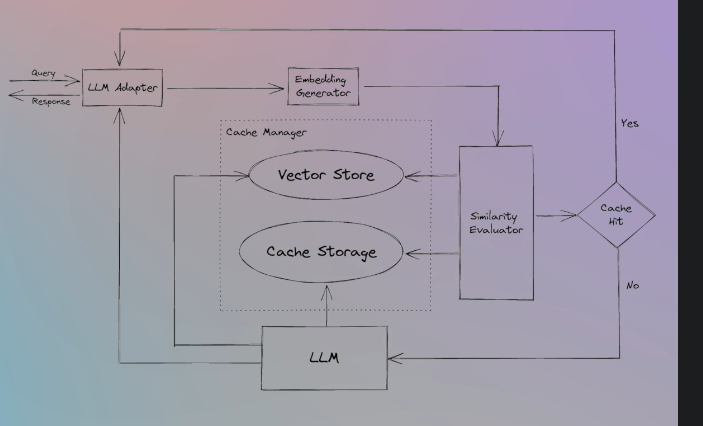 Query
LLM Adapter
Response
Embedding
Generator
Cache Manager
Yes
Vector Store
Similarity
Evaluator
Cache
Hit
Cache Storage
No
LLM